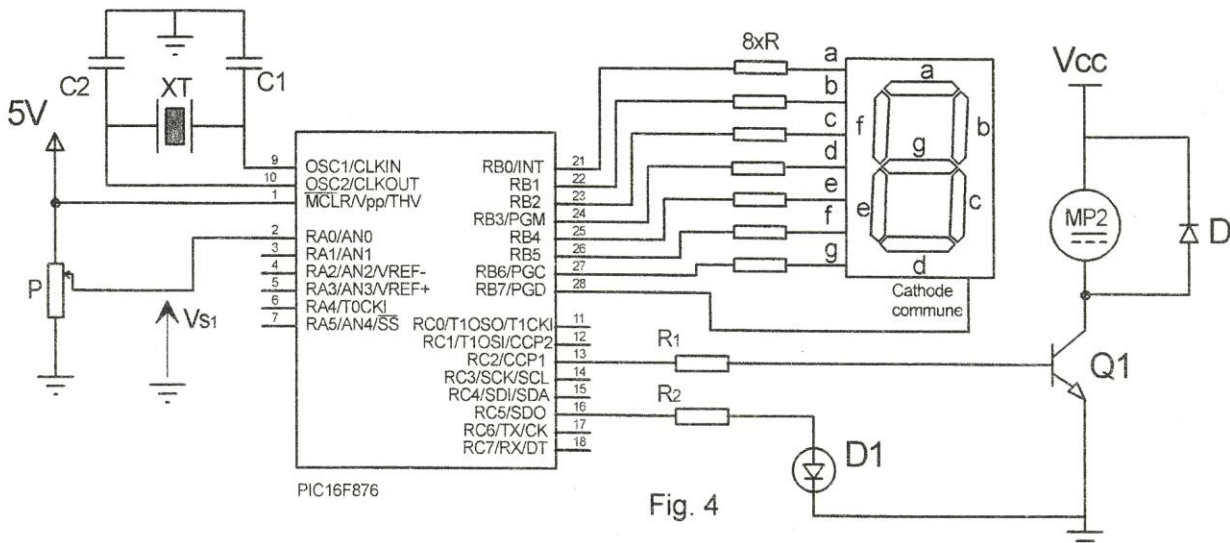 C2
XT
C1
5V
P
Vs1
9 OSC1/CLKIN
10 OSC2/CLKOUT
1 MCLR/Vpp/THV
2 RA0/AN0
3 RA1/AN1
4 RA2/AN2/VREF-
5 RA3/AN3/VREF+
6 RA4/T0CKI
7 RA5/AN4/SS
RB0/INT 21
RB1 22
RB2 23
RB3/PGM 24
RB4 25
RB5 26
RB6/PGC 27
RB7/PGD 28
RC0/T1OSO/T1CKI 11
RC1/T1OSI/CCP2 12
RC2/CCP1 13
RC3/SCK/SCL 14
RC4/SDI/SDA 15
RC5/SDO 16
RC6/TX/CK 17
RC7/RX/DT 18
PIC16F876
8xR
a
b
c
d
e
f
g
a
f
b
g
e
c
d
Cathode
commune
R1
R2
D1
Vcc
MP2
D
Q1
Fig. 4